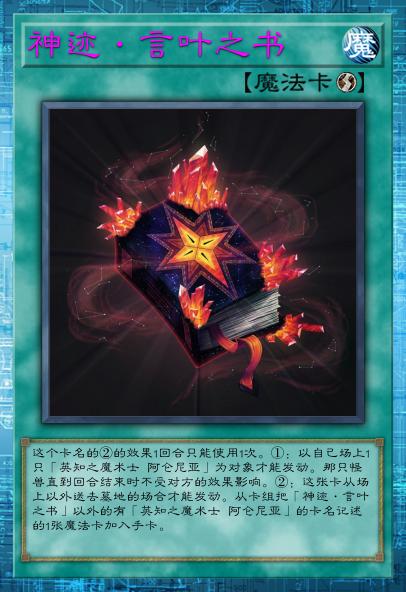 神迹·言叶之书
魔
【魔法卡】
这个卡名的②的效果1回合只能使用1次。①：以自己场上1
只「英知之魔术士 阿仑尼亚」为对象才能发动。那只怪
兽直到回合结束时不受对方的效果影响。②：这张卡从场
上以外送去墓地的场合才能发动。从卡组把「神迹·言叶
之书」以外的有「英知之魔术士 阿仑尼亚」的卡名记述
的1张魔法卡加入手卡。